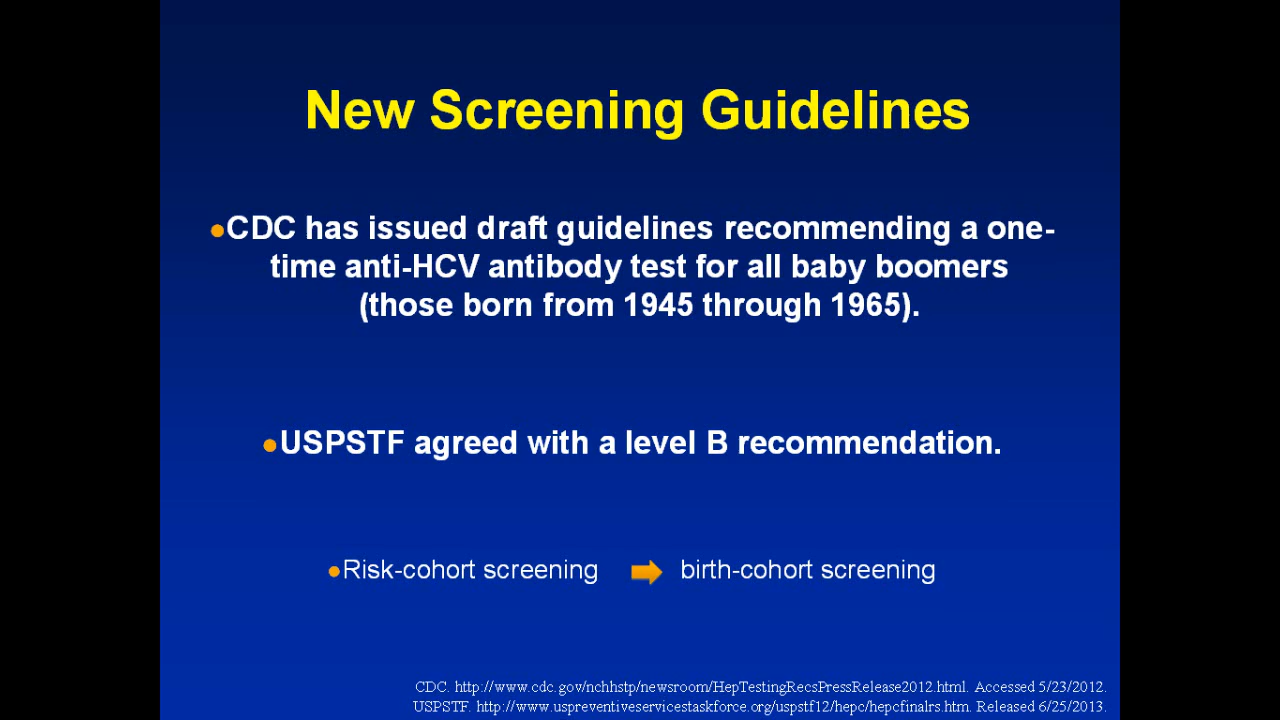 New Screening Guidelines
●CDC has issued draft guidelines recommending a one-
time anti-HCV antibody test for all baby boomers
(those born from 1945 through 1965).
●USPSTF agreed with a level B recommendation.
●Risk-cohort screening ➡ birth-cohort screening
CDC. http://www.cdc.gov/nchhstp/newsroom/HepTestingRecsPressRelease2012.html. Accessed 5/23/2012.
USPSTF. http://www.uspreventiveservicestaskforce.org/uspstf12/hepc/hepcfinalrs.htm. Released 6/25/2013.